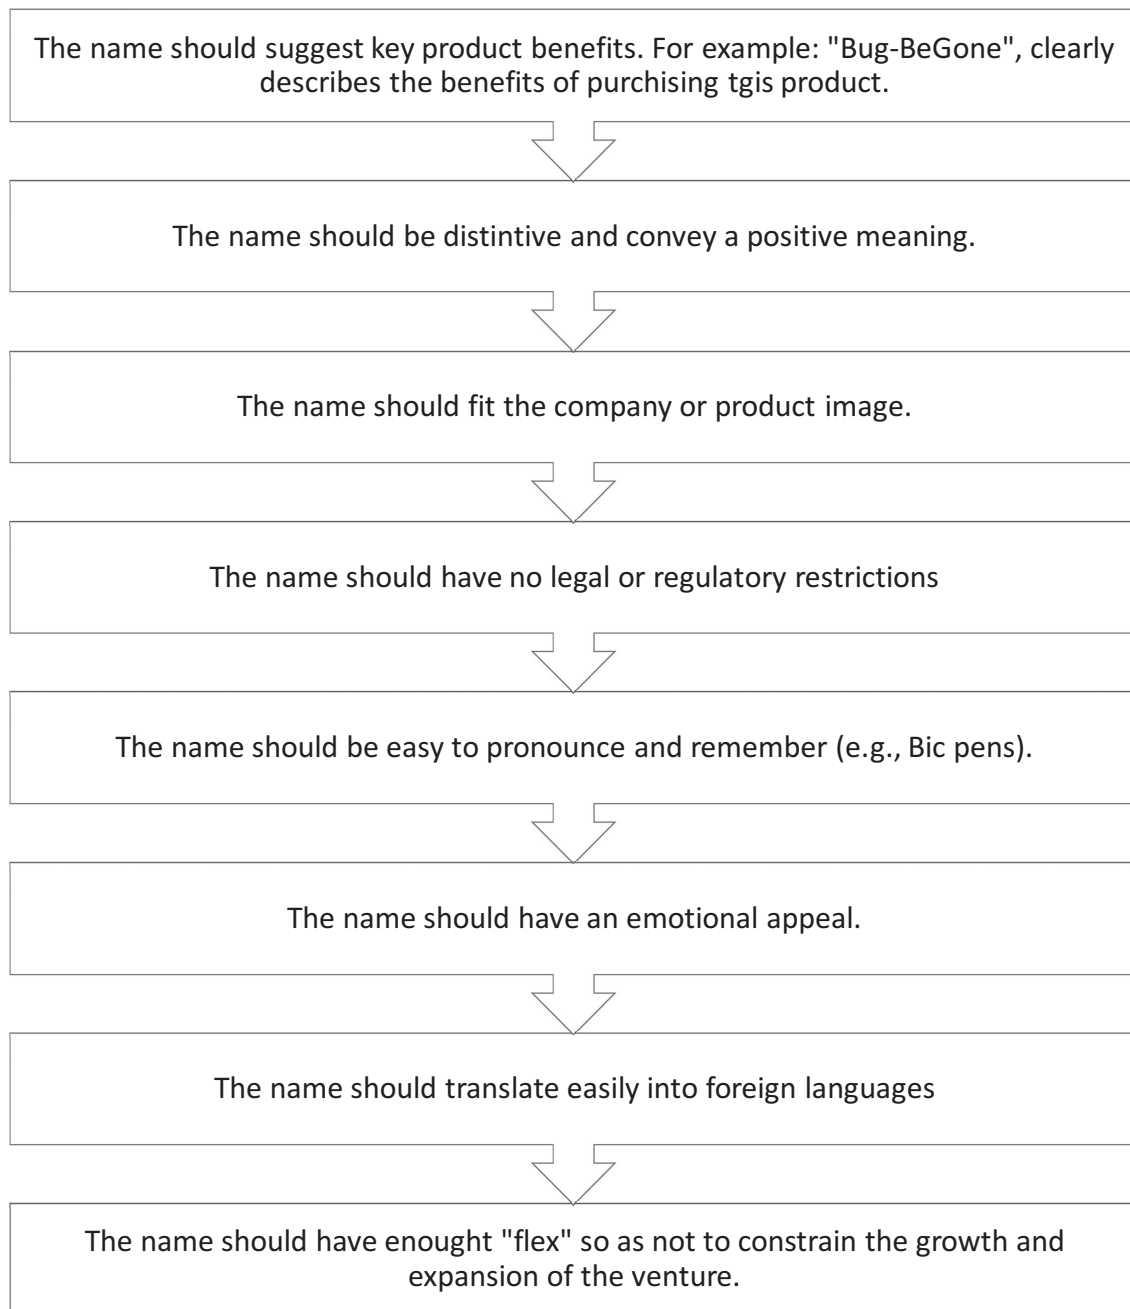 The name should suggest key product benefits. For example: "Bug-BeGone", clearly
describes the benefits of purchising tgis product.
The name should be distintive and convey a positive meaning.
The name should fit the company or product image.
The name should have no legal or regulatory restrictions
The name should be easy to pronounce and remember (e.g., Bic pens).
The name should have an emotional appeal.
The name should translate easily into foreign languages
The name should have enought "flex" so as not to constrain the growth and
expansion of the venture.